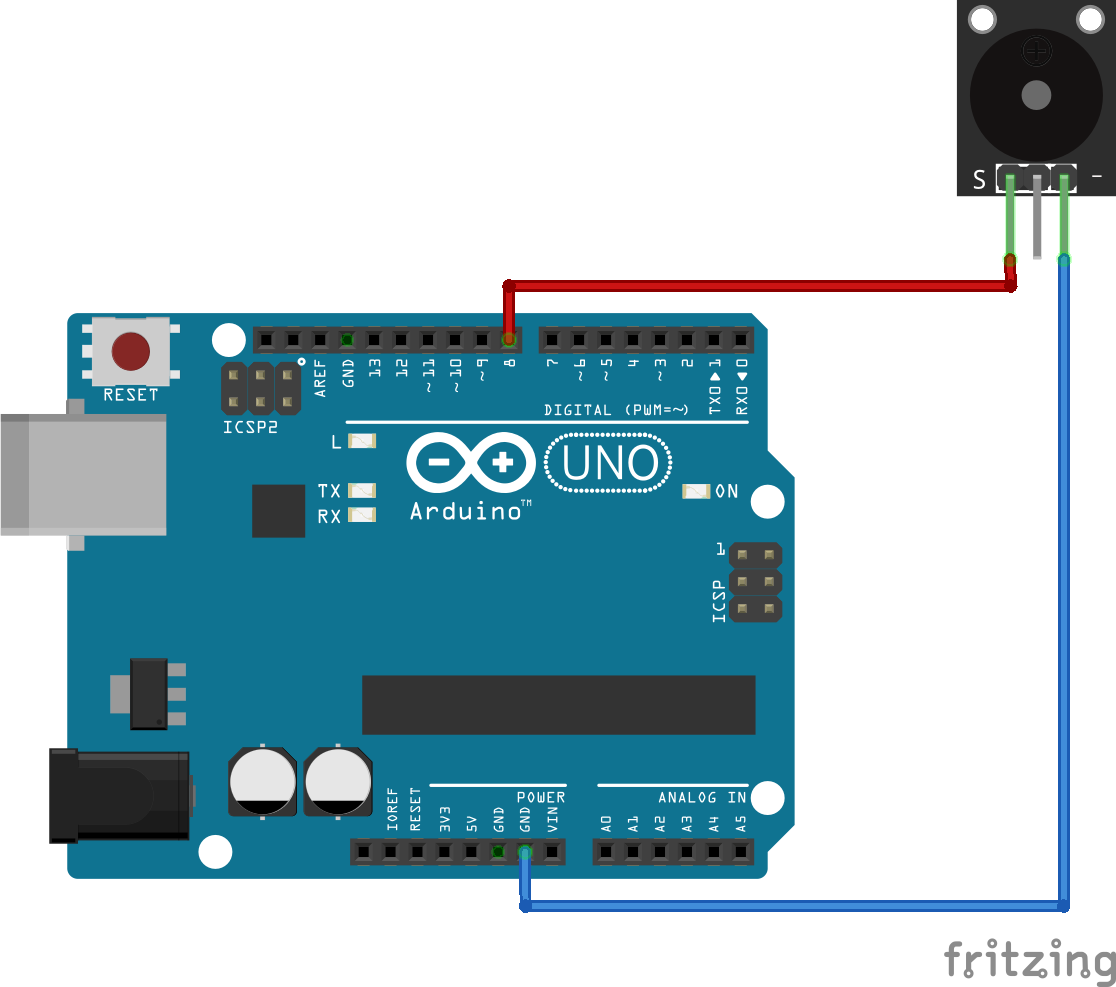 S -
RESET
ICSP2
AREF
GND
13
12
~11
~10
~9
8
7
~6
~5
4
~3
2
TX0▶1
RX0◀0
DIGITAL (PWM=~)
L
TX
RX
Arduino™
UNO
ON
1
ICSP
POWER
ANALOG IN
IOREF
RESET
3V3
5V
GND
GND
VIN
A0
A1
A2
A3
A4
A5
fritzing